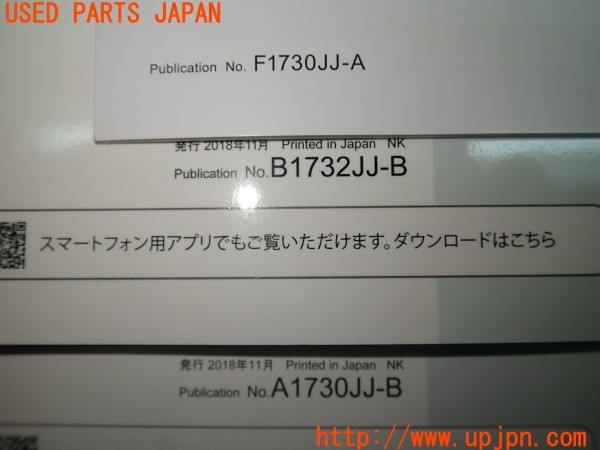 USED PARTS JAPAN
Publication No. F1730JJ-A
発行 2018年11月 Printed in Japan NK
Publication No.B1732JJ-B
スマートフォン用アプリでもご覧いただけます。ダウンロードはこちら
発行 2018年11月 Printed in Japan NK
Publication No.A1730JJ-B
http://www.upjpn.com/